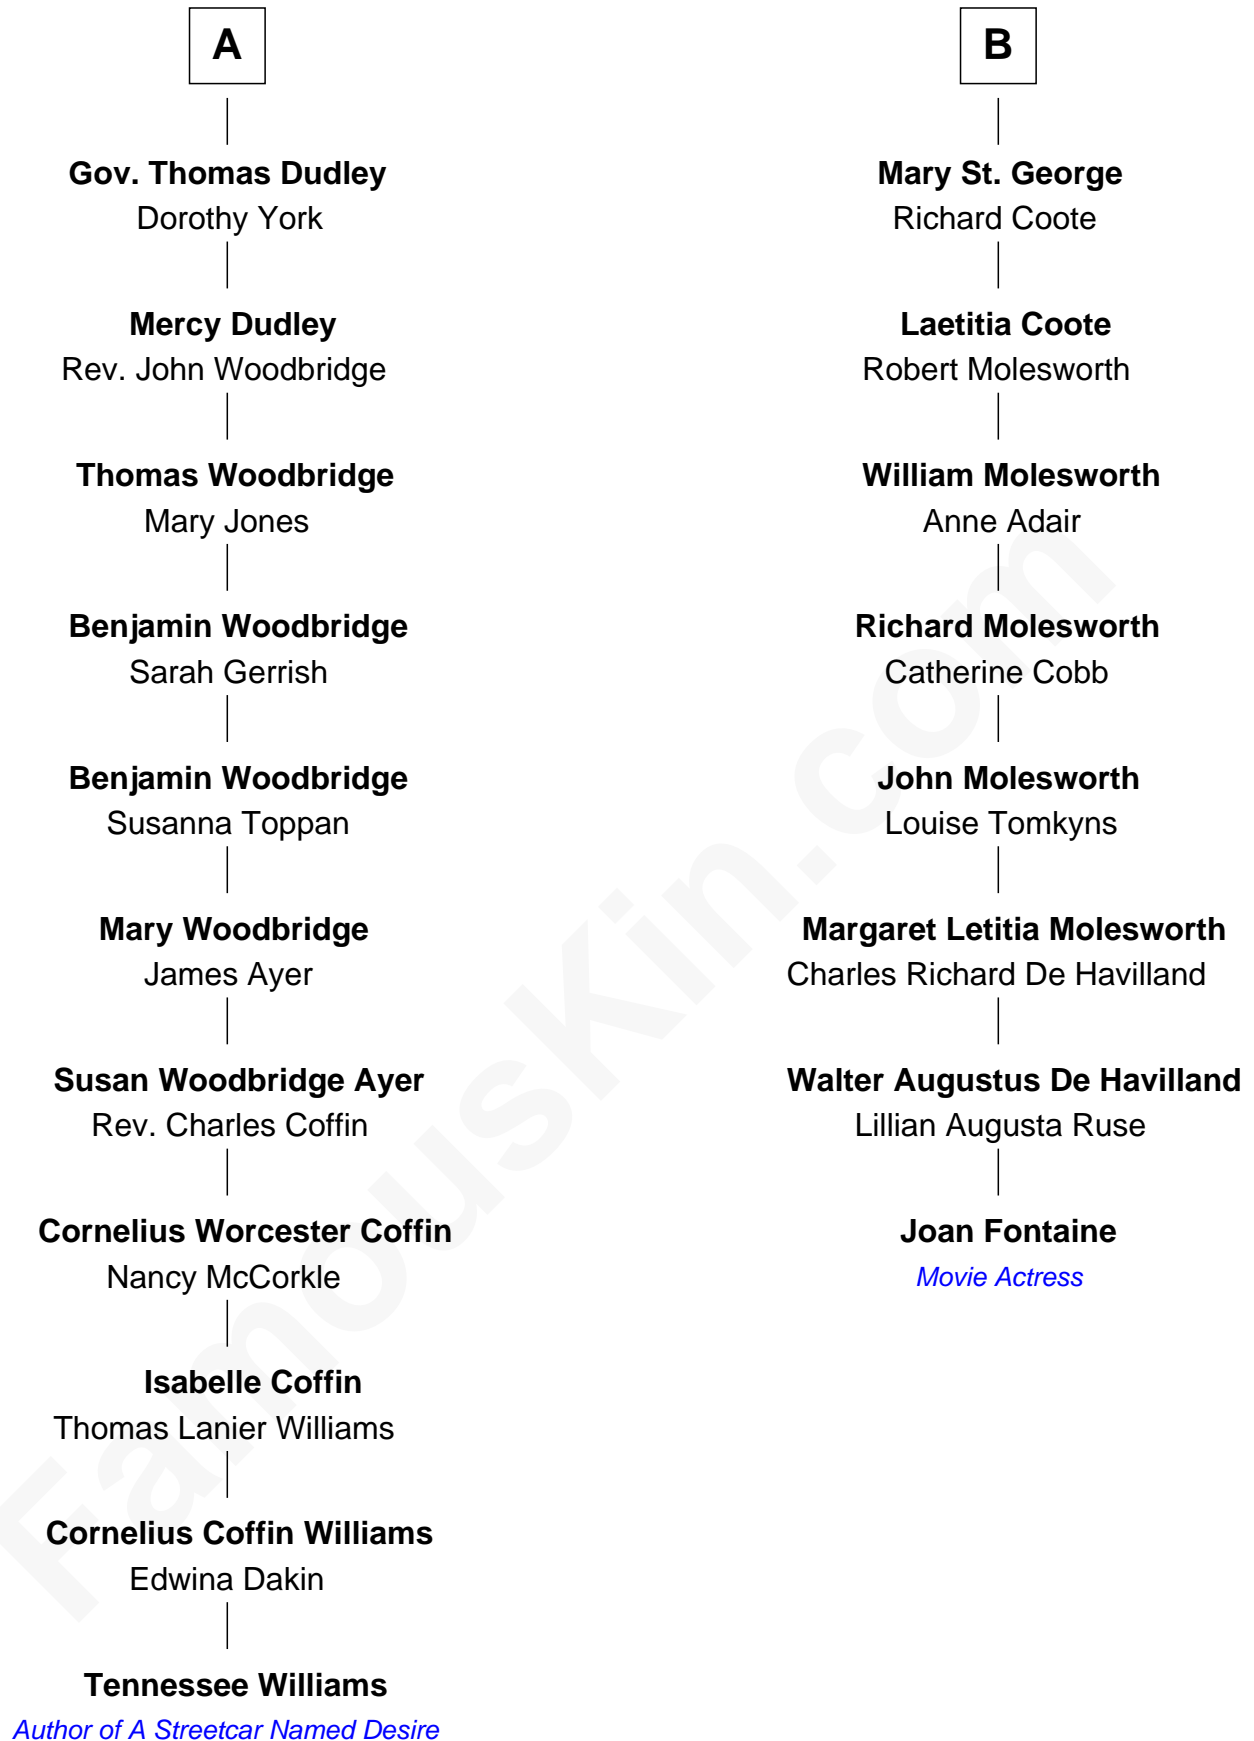 A
Gov. Thomas Dudley
Dorothy York
Mercy Dudley
Rev. John Woodbridge
Thomas Woodbridge
Mary Jones
Benjamin Woodbridge
Sarah Gerrish
Benjamin Woodbridge
Susanna Toppan
Mary Woodbridge
James Ayer
Susan Woodbridge Ayer
Rev. Charles Coffin
Cornelius Worcester Coffin
Nancy McCorkle
Isabelle Coffin
Thomas Lanier Williams
Cornelius Coffin Williams
Edwina Dakin
Tennessee Williams
Author of A Streetcar Named Desire
B
Mary St. George
Richard Coote
Laetitia Coote
Robert Molesworth
William Molesworth
Anne Adair
Richard Molesworth
Catherine Cobb
John Molesworth
Louise Tomkyns
Margaret Letitia Molesworth
Charles Richard De Havilland
Walter Augustus De Havilland
Lillian Augusta Ruse
Joan Fontaine
Movie Actress
FamousKin.com